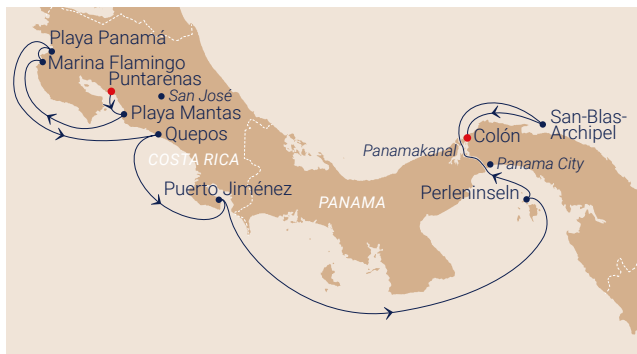 Playa Panamá
Marina Flamingo
Puntarenas
San José
Playa Mantas
Quepos
COSTA RICA
Puerto Jiménez
PANAMA
San-Blas-
Archipel
Colón
Panamakanal
Panama City
Perleninseln